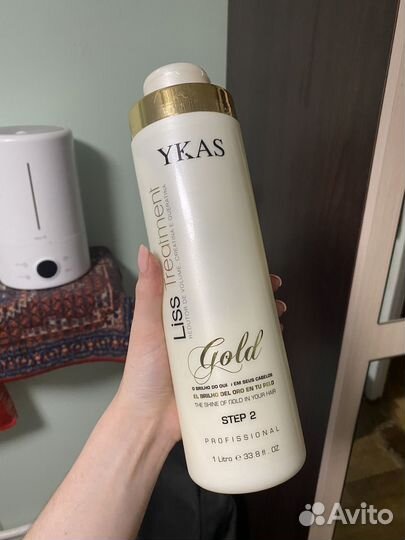 YKAS
Liss Treatment
REDUTOR DE VOLUME, CREATINA E QUERATINA
Gold
O BRILHO DO OURO EM SEUS CABELOS
EL BRILHO DEL ORO EN TU PELO
THE SHINE OF GOLD IN YOUR HAIR
STEP 2
PROFISSIONAL
1 Litro e 33.8 fl. oz
Avito